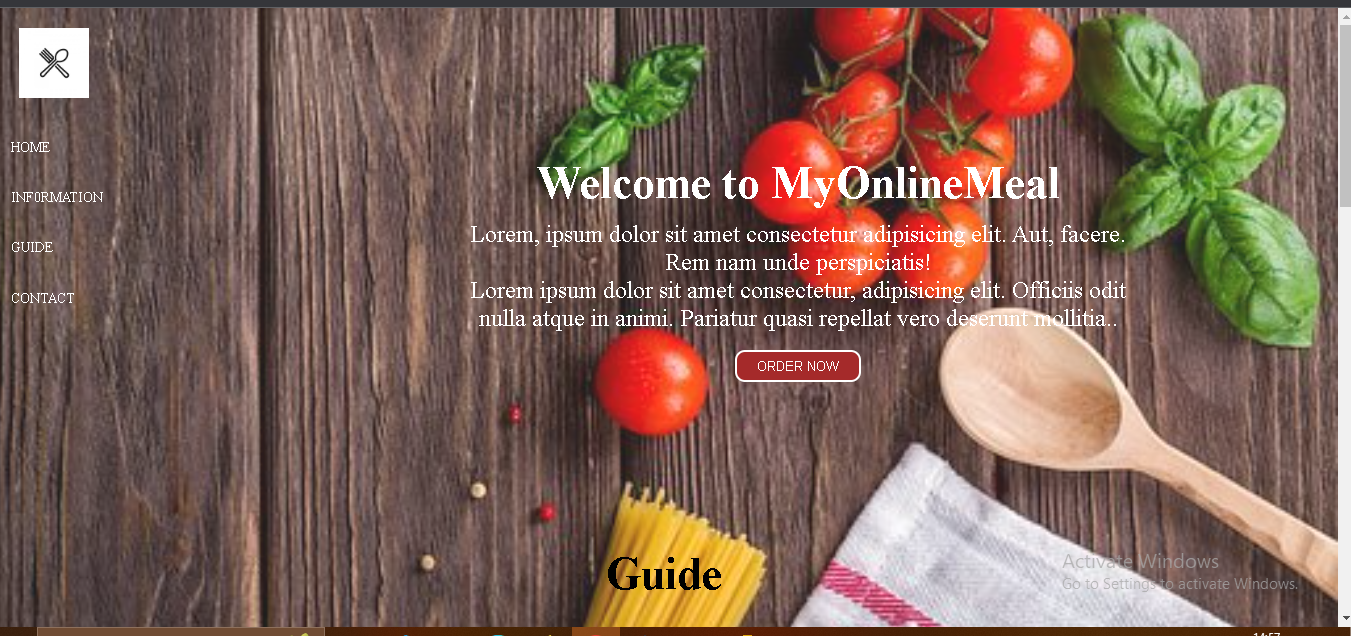 HOME
INF0RMATION
GUIDE
CONTACT
Welcome to MyOnlineMeal
Lorem, ipsum dolor sit amet consectetur adipisicing elit. Aut, facere.
Rem nam unde perspiciatis!
Lorem ipsum dolor sit amet consectetur, adipisicing elit. Officiis odit
nulla atque in animi. Pariatur quasi repellat vero deserunt mollitia..
ORDER NOW
Guide
Activate Windows
Go to Settings to activate Windows.